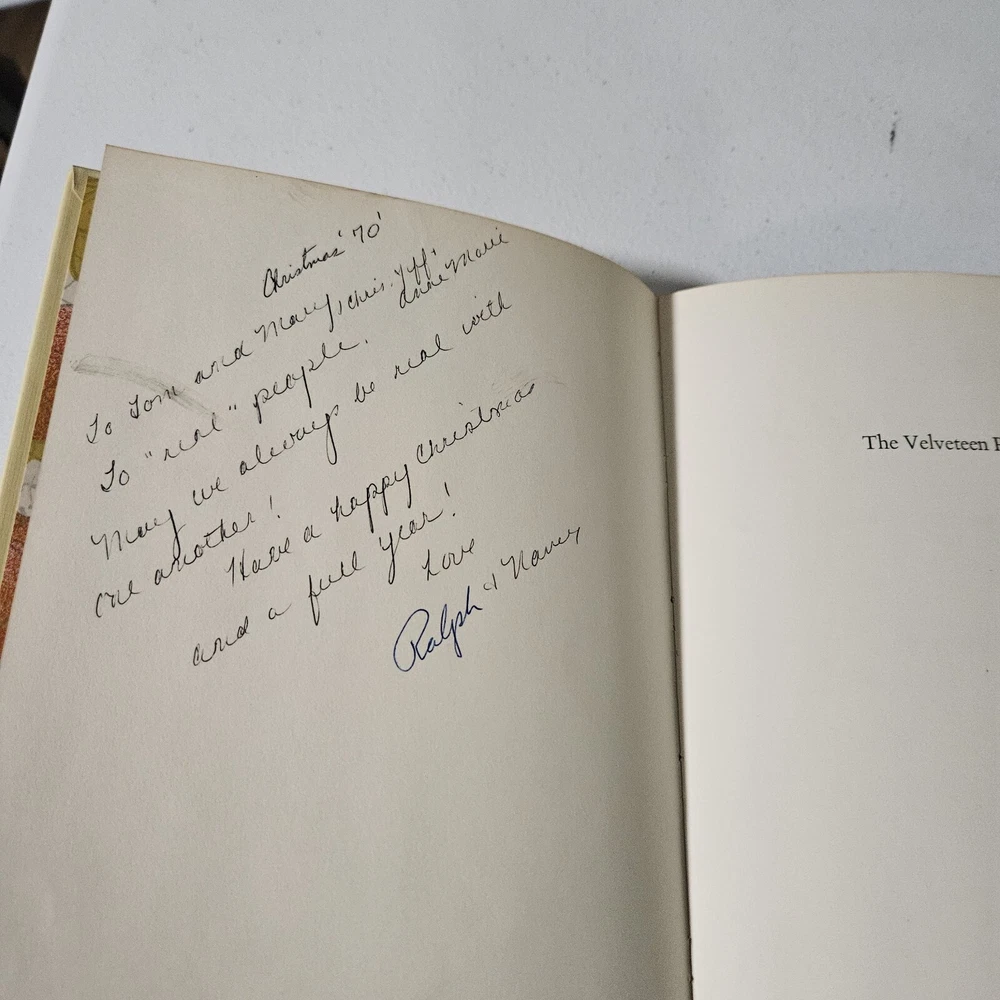 Christmas '70'
To Tom and Mary, Chris, Jeff,
Anne Marie
To "real" people.
May we always be real with
one another!
Have a happy Christmas
and a full year!
Love
Ralph & Nancy
The Velveteen